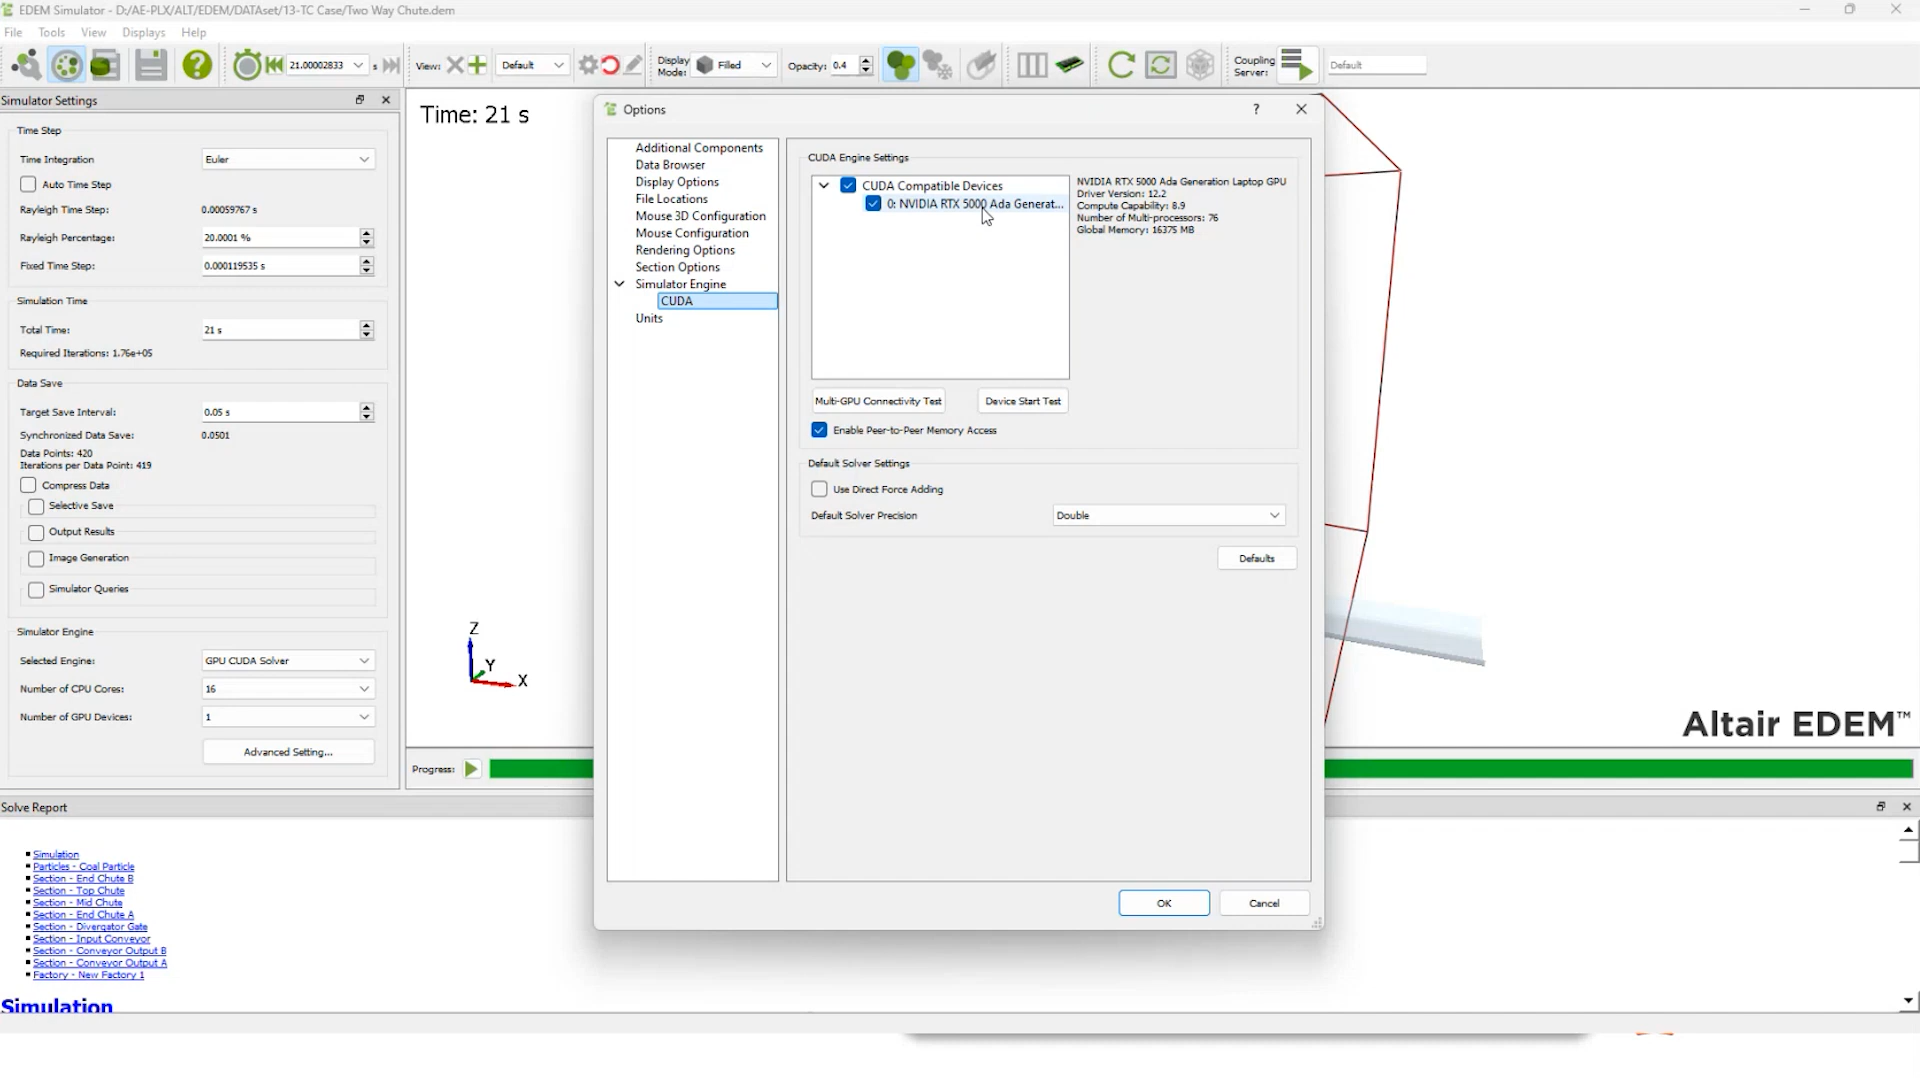 EDEM Simulator - D:/AE-PLX/ALT/EDEM/DATAset/13-TC Case/Two Way Chute.dem
File Tools View Displays Help
21.00002833 s View: Default Display Mode: Filled Opacity: 0.4 Coupling Server: Default
Simulator Settings
Time Step
Time Integration Euler
Auto Time Step
Rayleigh Time Step: 0.00059767 s
Rayleigh Percentage: 20.0001 %
Fixed Time Step: 0.000119535 s
Simulation Time
Total Time: 21 s
Required Iterations: 1.76e+05
Data Save
Target Save Interval: 0.05 s
Synchronized Data Save: 0.0501
Data Points: 420
Iterations per Data Point: 419
Compress Data
Selective Save
Output Results
Image Generation
Simulator Queries
Simulator Engine
Selected Engine: GPU CUDA Solver
Number of CPU Cores: 16
Number of GPU Devices: 1
Advanced Setting...
Time: 21 s
Z
Y
X
Progress:
Options
?
Additional Components
Data Browser
Display Options
File Locations
Mouse 3D Configuration
Mouse Configuration
Rendering Options
Section Options
Simulator Engine
CUDA
Units
CUDA Engine Settings
CUDA Compatible Devices
0: NVIDIA RTX 5000 Ada Generat...
NVIDIA RTX 5000 Ada Generation Laptop GPU
Driver Version: 12.2
Compute Capability: 8.9
Number of Multi-processors: 76
Global Memory: 16375 MB
Multi-GPU Connectivity Test Device Start Test
Enable Peer-to-Peer Memory Access
Default Solver Settings
Use Direct Force Adding
Default Solver Precision Double
Defaults
OK Cancel
Altair EDEM™
Solve Report
Simulation
Particles - Coal Particle
Section - End Chute B
Section - Top Chute
Section - Mid Chute
Section - End Chute A
Section - Divergator Gate
Section - Input Conveyor
Section - Conveyor Output B
Section - Conveyor Output A
Factory - New Factory 1
Simulation